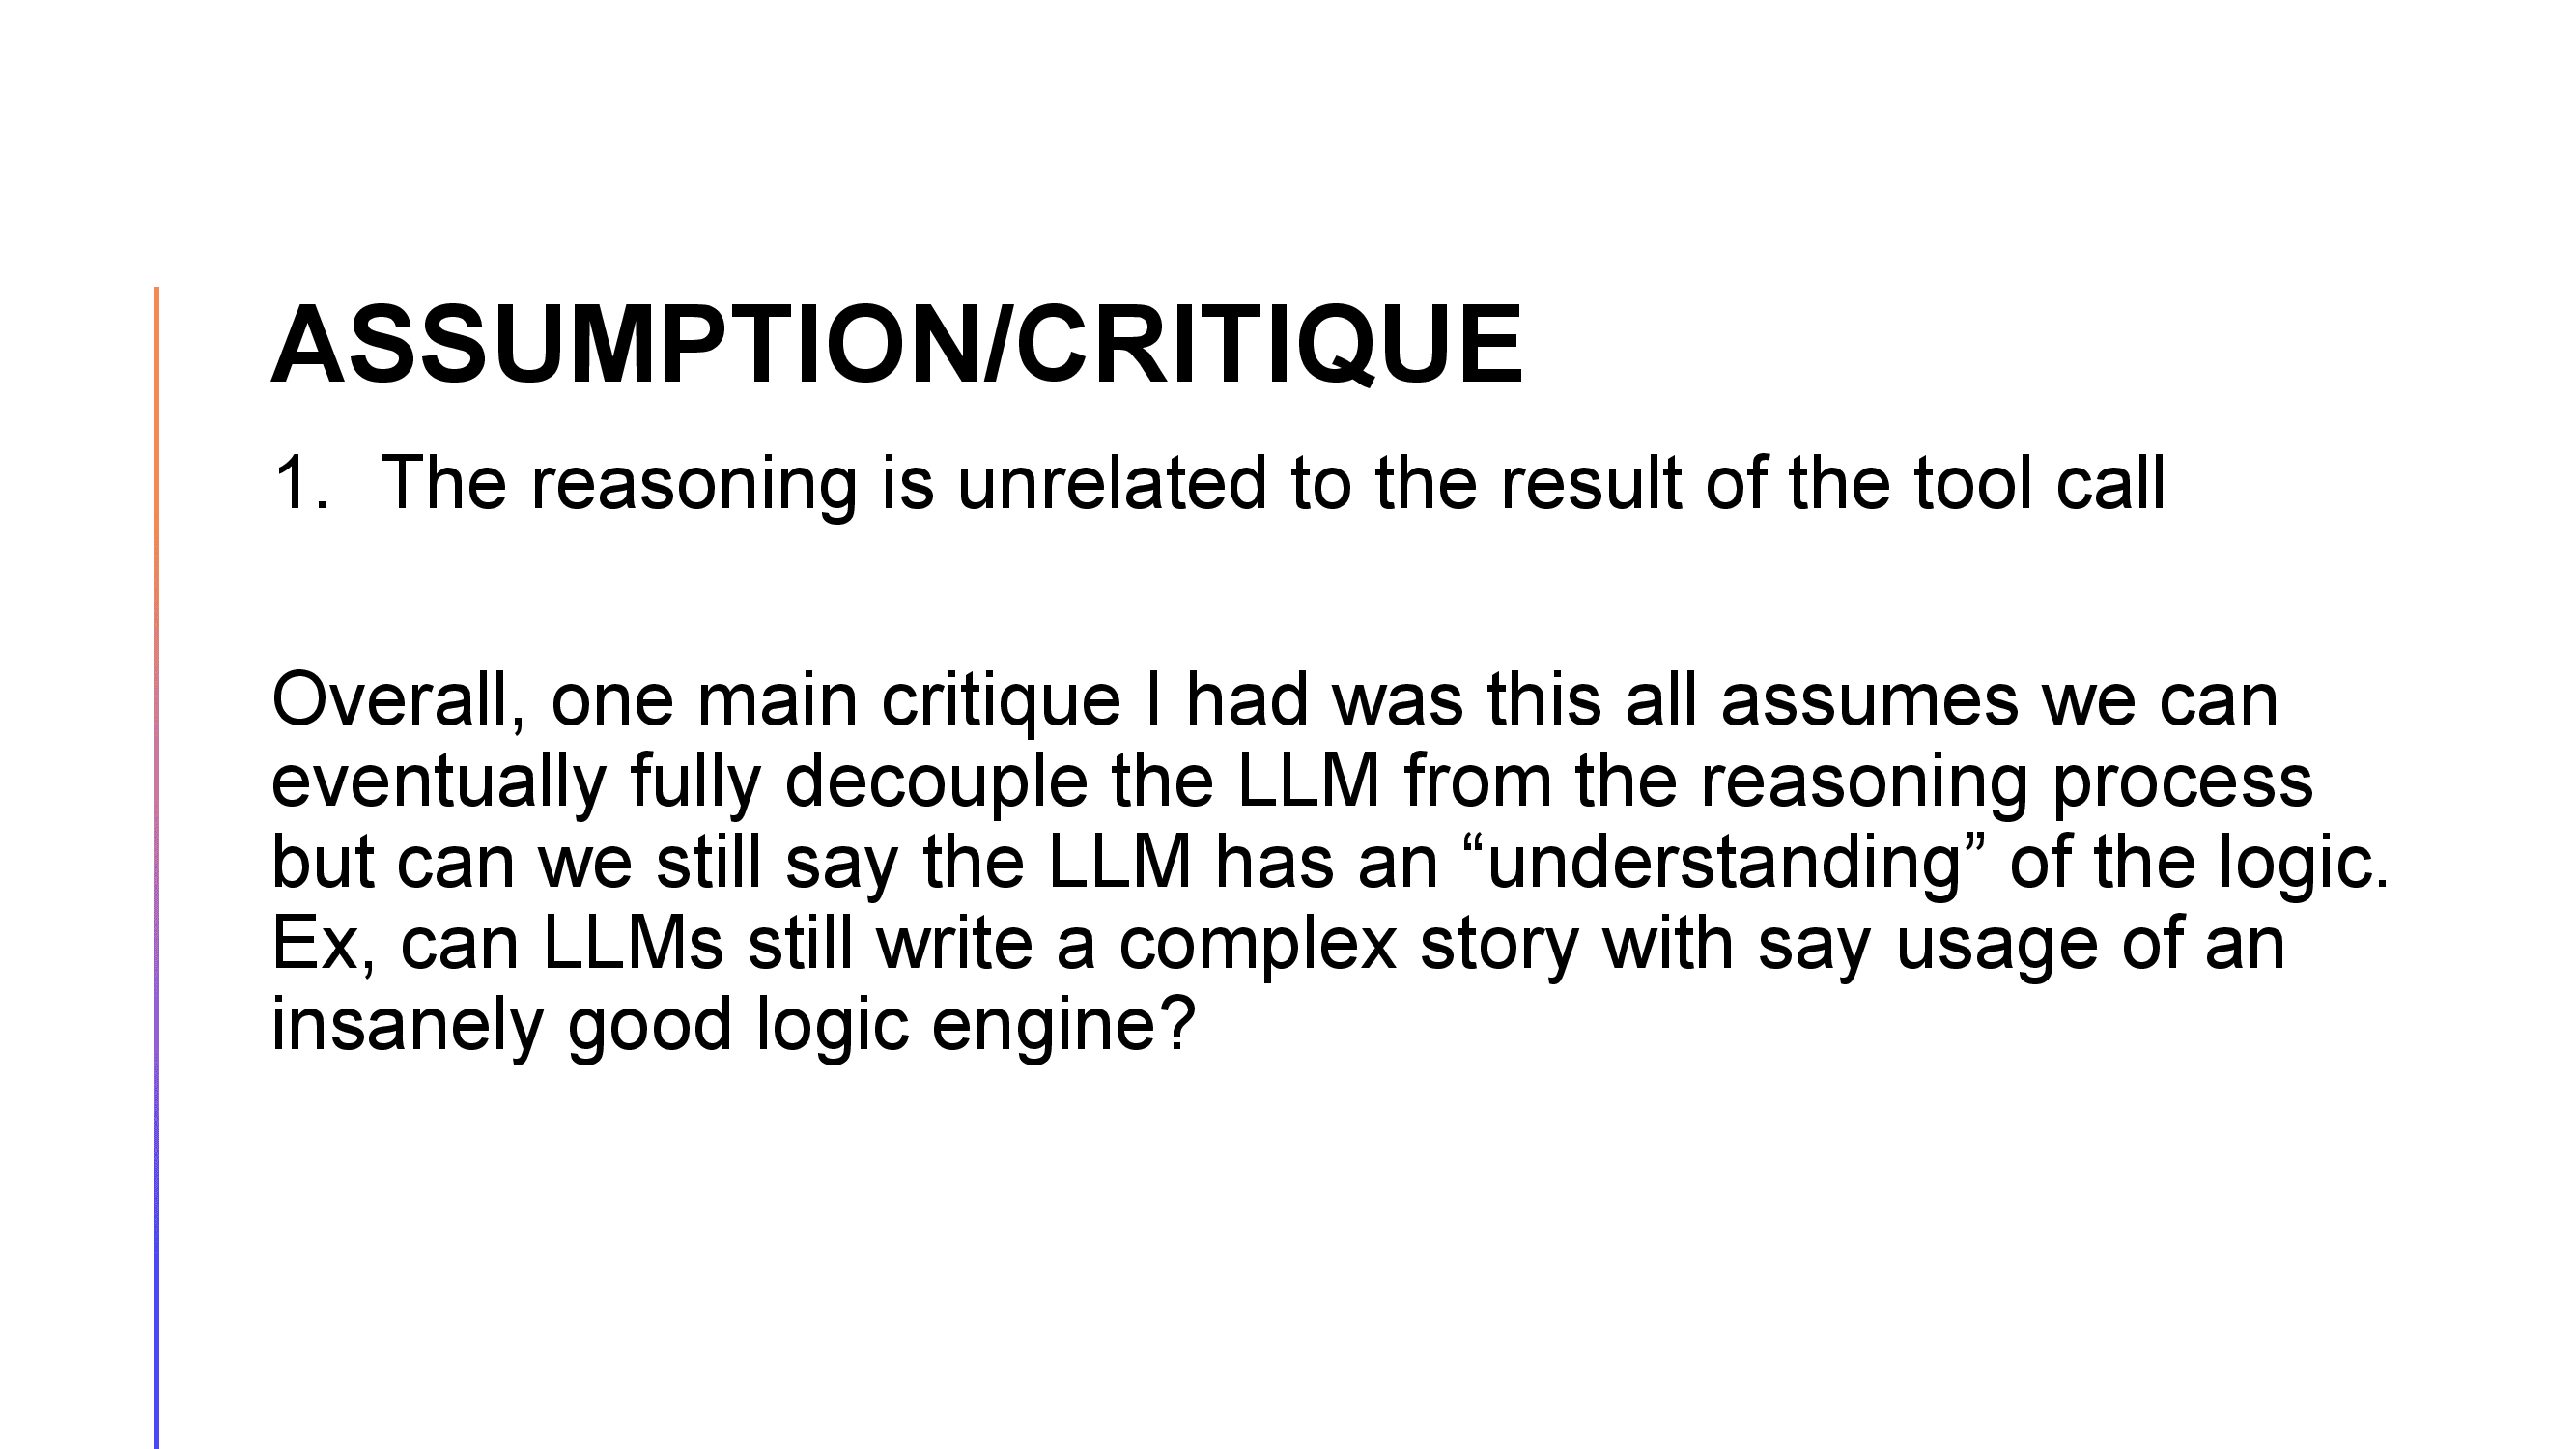 ASSUMPTION/CRITIQUE
1. The reasoning is unrelated to the result of the tool call
Overall, one main critique I had was this all assumes we can
eventually fully decouple the LLM from the reasoning process
but can we still say the LLM has an “understanding” of the logic.
Ex, can LLMs still write a complex story with say usage of an
insanely good logic engine?